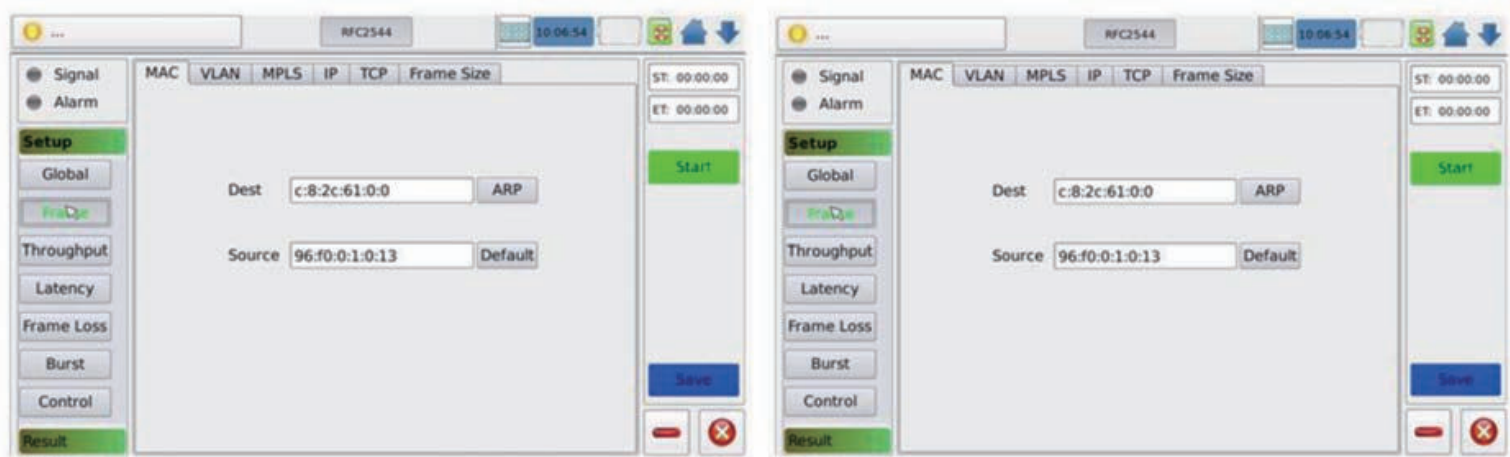 ...
RFC2544
10:06:54
Signal
Alarm
Setup
Global
Frame
Throughput
Latency
Frame Loss
Burst
Control
Result
MAC VLAN MPLS IP TCP Frame Size
Dest c:8:2c:61:0:0 ARP
Source 96:f0:0:1:0:13 Default
ST: 00:00:00
ET: 00:00:00
Start
Save
...
RFC2544
10:06:54
Signal
Alarm
Setup
Global
Frame
Throughput
Latency
Frame Loss
Burst
Control
Result
MAC VLAN MPLS IP TCP Frame Size
Dest c:8:2c:61:0:0 ARP
Source 96:f0:0:1:0:13 Default
ST: 00:00:00
ET: 00:00:00
Start
Save